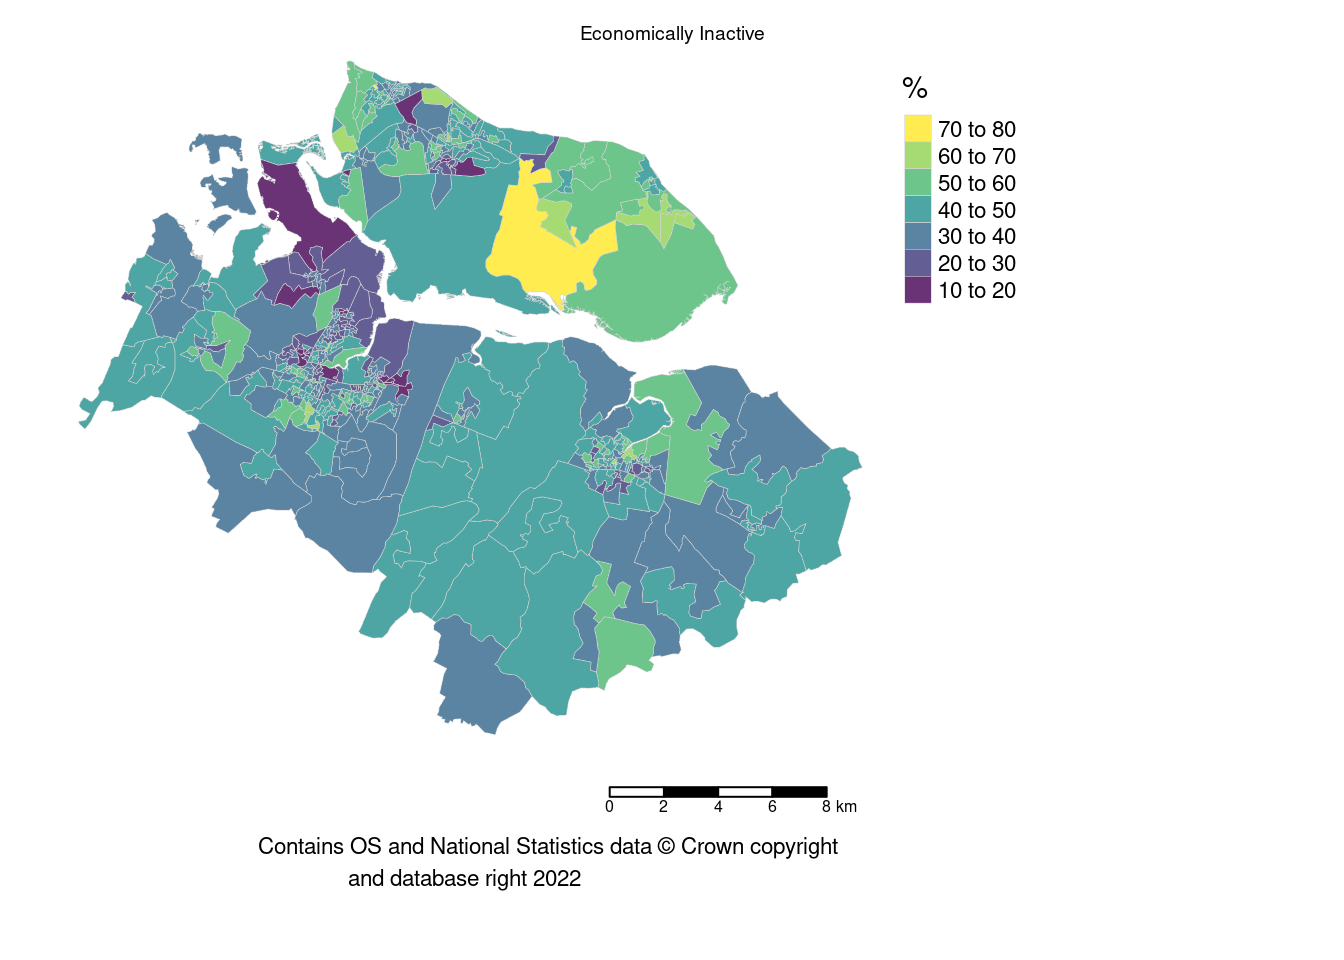 Economically Inactive
%
70 to 80
60 to 70
50 to 60
40 to 50
30 to 40
20 to 30
10 to 20
0 2 4 6 8 km
Contains OS and National Statistics data © Crown copyright
and database right 2022